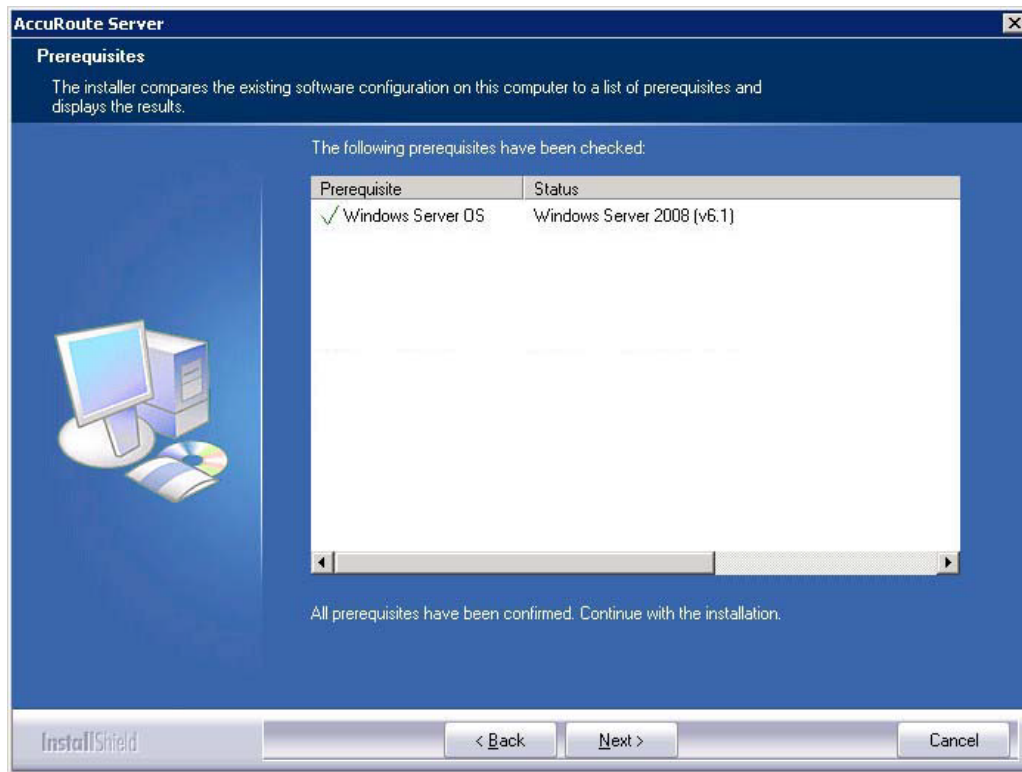 AccuRoute Server
Prerequisites
The installer compares the existing software configuration on this computer to a list of prerequisites and
displays the results.
The following prerequisites have been checked:
Prerequisite Status
Windows Server OS Windows Server 2008 (v6.1)
All prerequisites have been confirmed. Continue with the installation.
InstallShield
< Back Next > Cancel